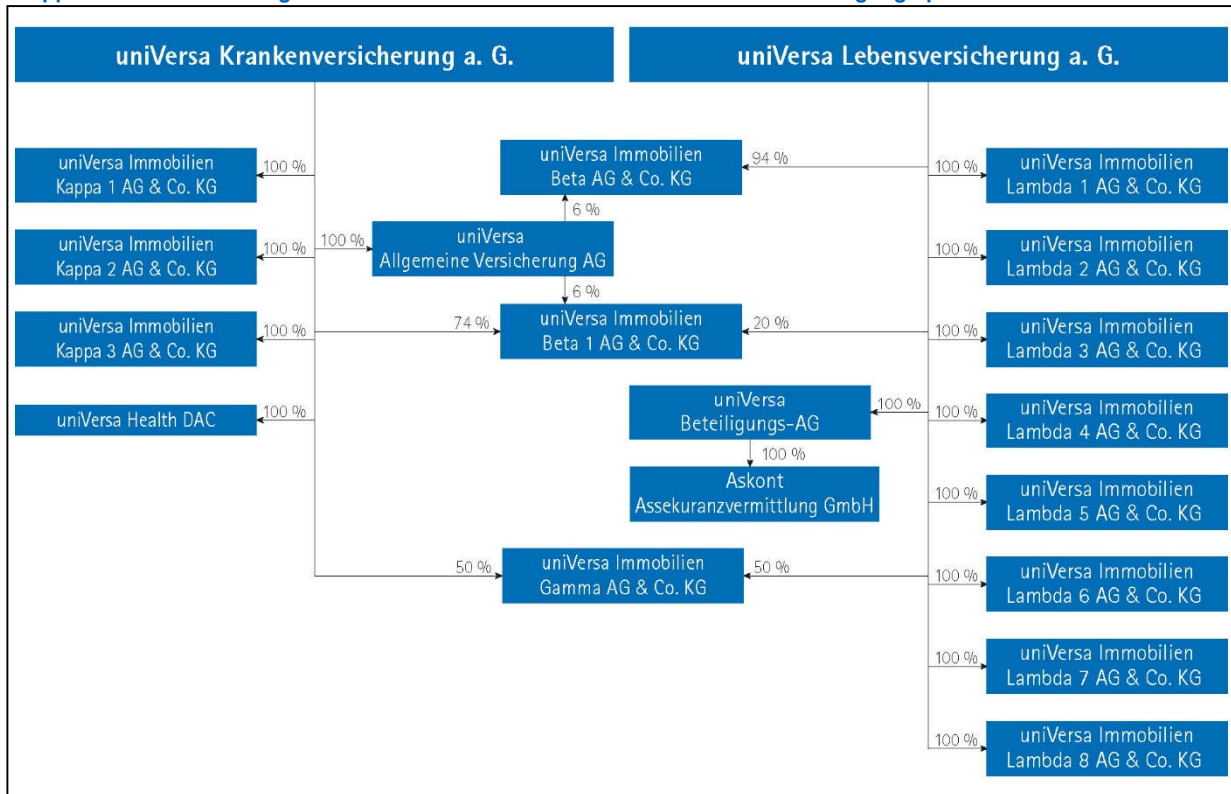 uniVersa Krankenversicherung a. G.
uniVersa Lebensversicherung a. G.
uniVersa Immobilien
Kappa 1 AG & Co. KG
100 %
uniVersa Immobilien
Beta AG & Co. KG
94 %
100 %
uniVersa Immobilien
Lambda 1 AG & Co. KG
6 %
uniVersa Immobilien
Kappa 2 AG & Co. KG
100 %
100 %
uniVersa
Allgemeine Versicherung AG
100 %
uniVersa Immobilien
Lambda 2 AG & Co. KG
6 %
uniVersa Immobilien
Kappa 3 AG & Co. KG
100 %
74 %
uniVersa Immobilien
Beta 1 AG & Co. KG
20 %
100 %
uniVersa Immobilien
Lambda 3 AG & Co. KG
uniVersa Health DAC
100 %
uniVersa
Beteiligungs-AG
100 %
100 %
uniVersa Immobilien
Lambda 4 AG & Co. KG
100 %
Askont
Assekuranzvermittlung GmbH
100 %
uniVersa Immobilien
Lambda 5 AG & Co. KG
50 %
uniVersa Immobilien
Gamma AG & Co. KG
50 %
100 %
uniVersa Immobilien
Lambda 6 AG & Co. KG
100 %
uniVersa Immobilien
Lambda 7 AG & Co. KG
100 %
uniVersa Immobilien
Lambda 8 AG & Co. KG